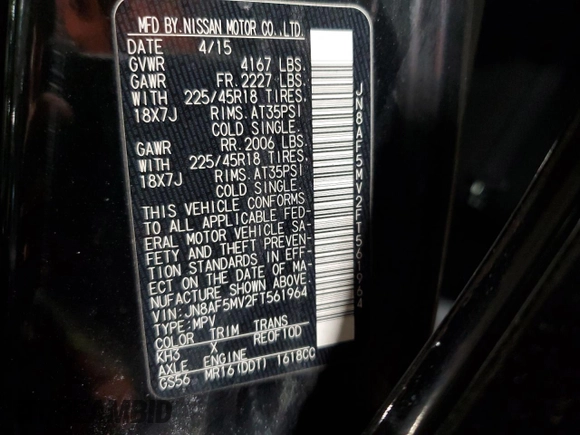 MFD BY.NISSAN MOTOR CO.,LTD.
DATE 4/15
GVWR 4167 LBS.
GAWR FR. 2227 LBS.
WITH 225/45R18 TIRES.
18X7J RIMS. AT35PSI
COLD SINGLE.
GAWR RR. 2006 LBS.
WITH 225/45R18 TIRES.
18X7J RIMS. AT35PSI
COLD SINGLE.
THIS VEHICLE CONFORMS
TO ALL APPLICABLE FED-
ERAL MOTOR VEHICLE SA-
FETY AND THEFT PREVEN-
TION STANDARDS IN EFF-
ECT ON THE DATE OF MA-
NUFACTURE SHOWN ABOVE.
VIN: JN8AF5MV2FT561964
TYPE: MPV
COLOR TRIM TRANS
KH3 X RE0F10D
AXLE ENGINE
GS56 MR16(DDT) 1618CC
JN8AF5MV2FT561964